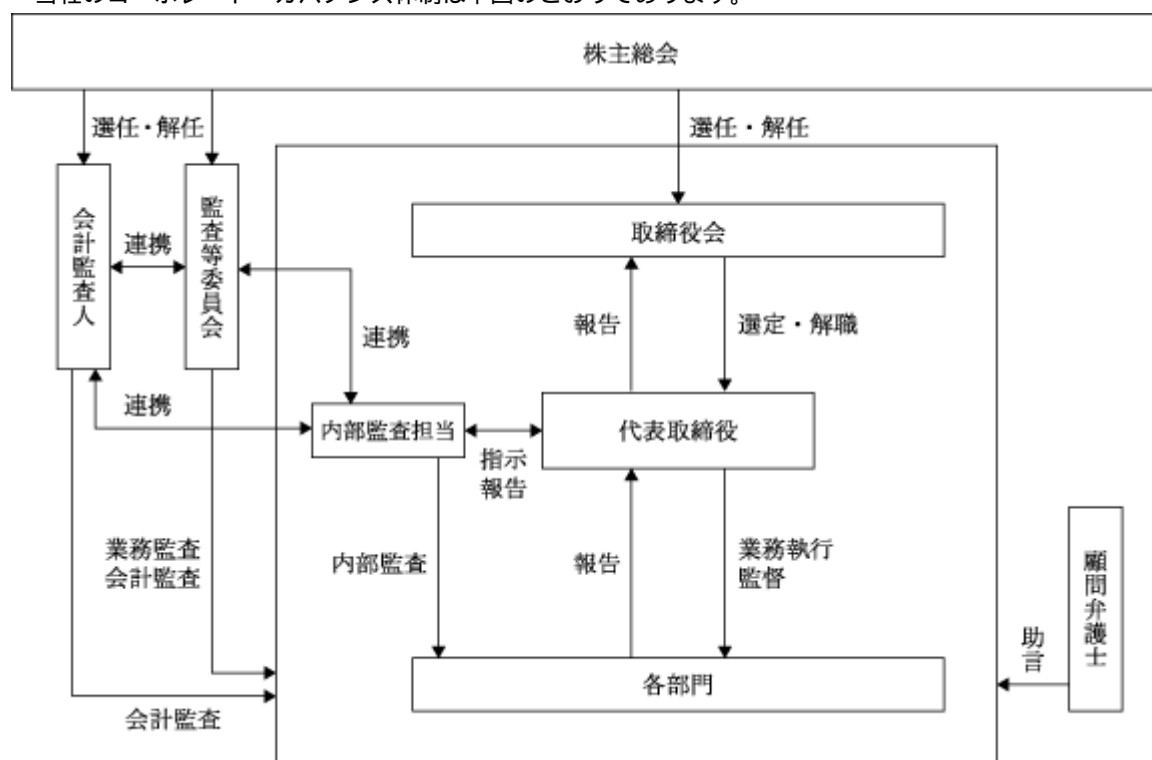 当社のコーポレート・ガバナンス体制は下図のとおりであります。
株主総会
選任・解任
選任・解任
会計監査人
連携
監査等委員会
取締役会
報告
選定・解職
連携
連携
内部監査担当
指示
報告
代表取締役
業務監査
会計監査
内部監査
報告
業務執行
監督
顧問弁護士
助言
各部門
会計監査